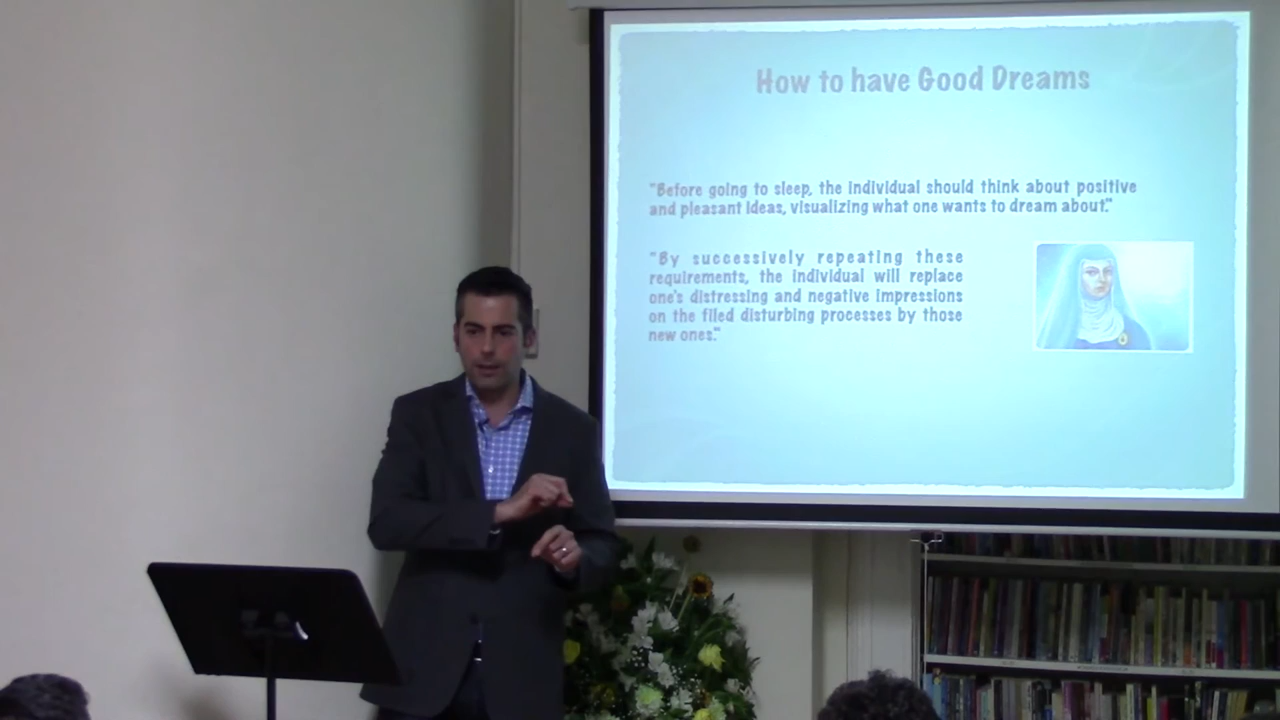 How to have Good Dreams
"Before going to sleep, the individual should think about positive
and pleasant ideas, visualizing what one wants to dream about."
"By successively repeating these
requirements, the individual will replace
one's distressing and negative impressions
on the filed disturbing processes by those
new ones."